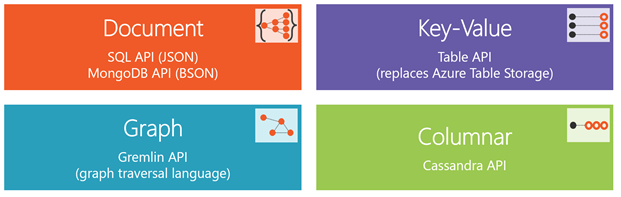 Document
SQL API (JSON)
MongoDB API (BSON)
Key-Value
Table API
(replaces Azure Table Storage)
Graph
Gremlin API
(graph traversal language)
Columnar
Cassandra API